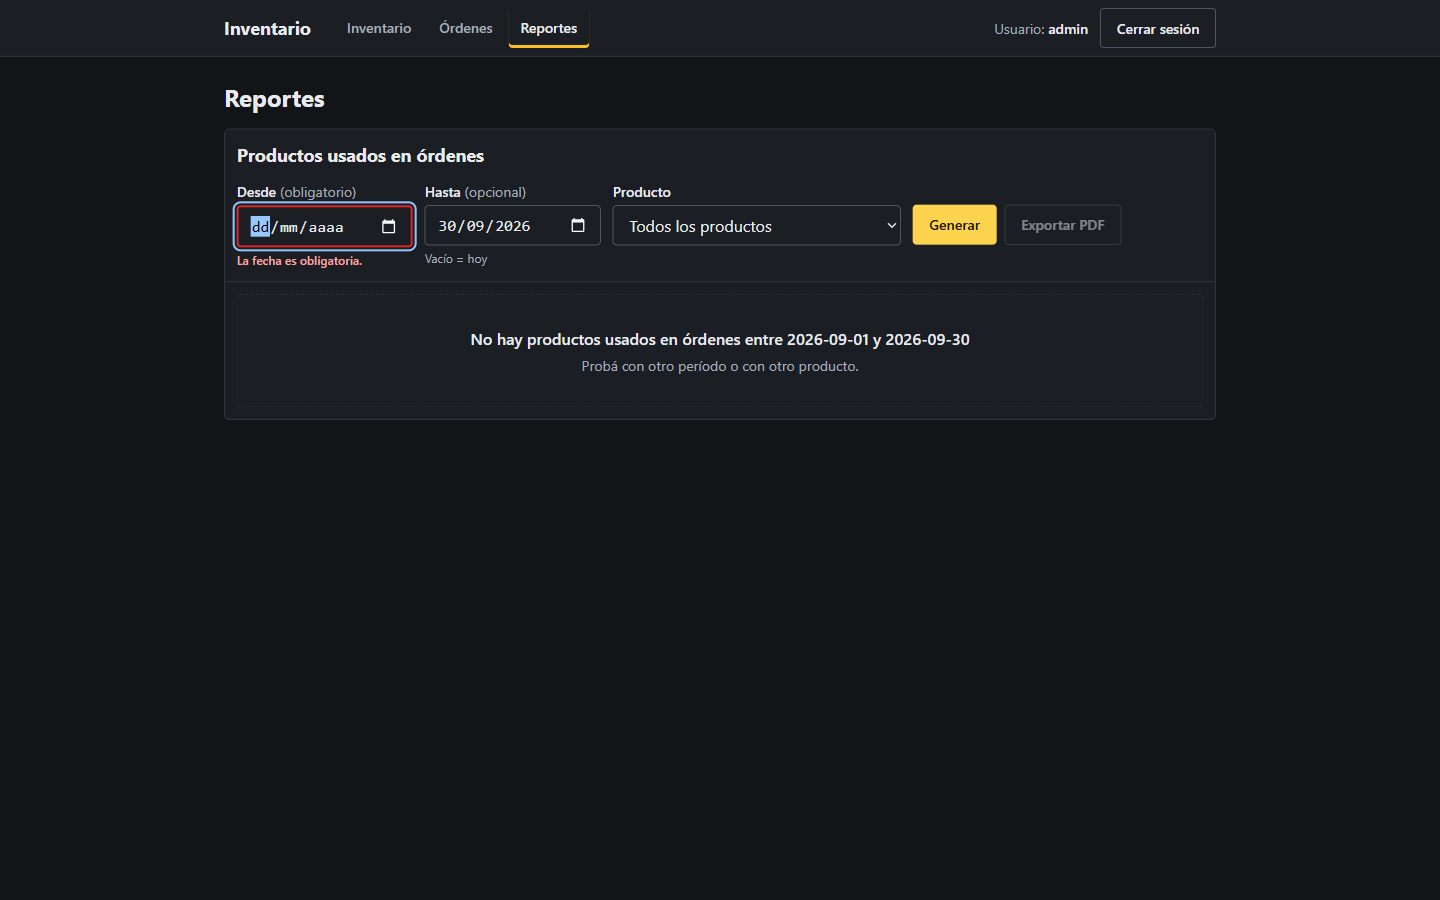 Inventario Inventario Órdenes Reportes Usuario: admin Cerrar sesión
Reportes
Productos usados en órdenes
Desde (obligatorio) Hasta (opcional) Producto
dd/mm/aaaa 30/09/2026 Todos los productos Generar Exportar PDF
La fecha es obligatoria. Vacío = hoy
No hay productos usados en órdenes entre 2026-09-01 y 2026-09-30
Probá con otro período o con otro producto.